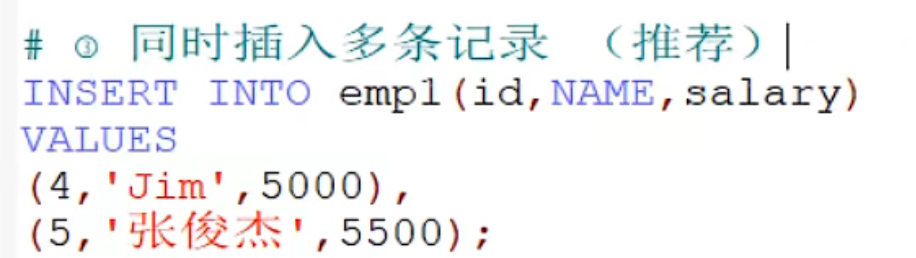 # ③ 同时插入多条记录 （推荐）
INSERT INTO emp1(id,NAME,salary)
VALUES
(4,'Jim',5000),
(5,'张俊杰',5500);